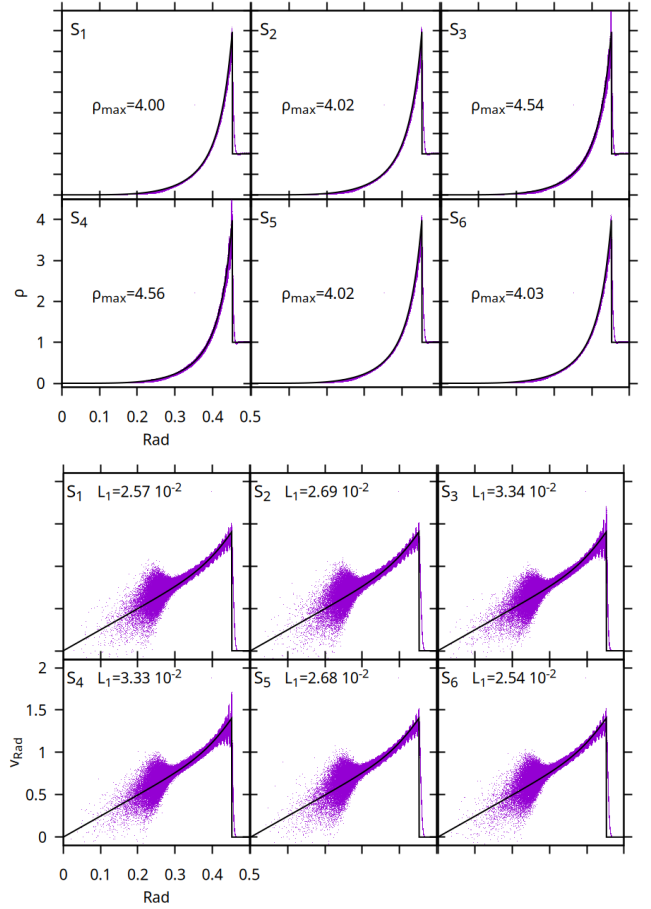 S1 S2 S3
ρmax=4.00 ρmax=4.02 ρmax=4.54
S4 S5 S6
4
3
ρ
ρmax=4.56 ρmax=4.02 ρmax=4.03
2
1
0
0 0.1 0.2 0.3 0.4 0.5
Rad
S1 L1=2.57 10-2 S2 L1=2.69 10-2 S3 L1=3.34 10-2
2
S4 L1=3.33 10-2 S5 L1=2.68 10-2 S6 L1=2.54 10-2
1.5
vRad
1
0.5
0
0 0.1 0.2 0.3 0.4 0.5
Rad